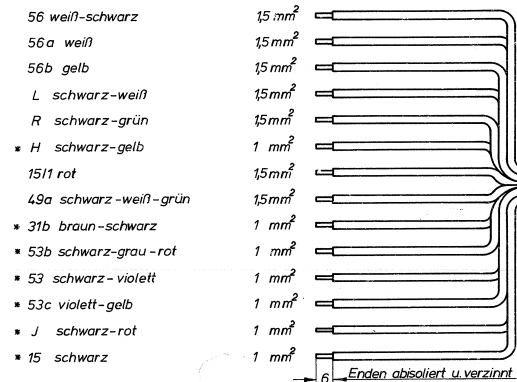 56 weiß-schwarz 1,5 mm²
56a weiß 1,5 mm²
56b gelb 1,5 mm²
L schwarz-weiß 1,5 mm²
R schwarz-grün 1,5 mm²
* H schwarz-gelb 1 mm²
15/1 rot 1,5 mm²
49a schwarz-weiß-grün 1,5 mm²
* 31b braun-schwarz 1 mm²
* 53b schwarz-grau-rot 1 mm²
* 53 schwarz-violett 1 mm²
* 53c violett-gelb 1 mm²
* J schwarz-rot 1 mm²
* 15 schwarz 1 mm²
6 Enden abisoliert u. verzinnt